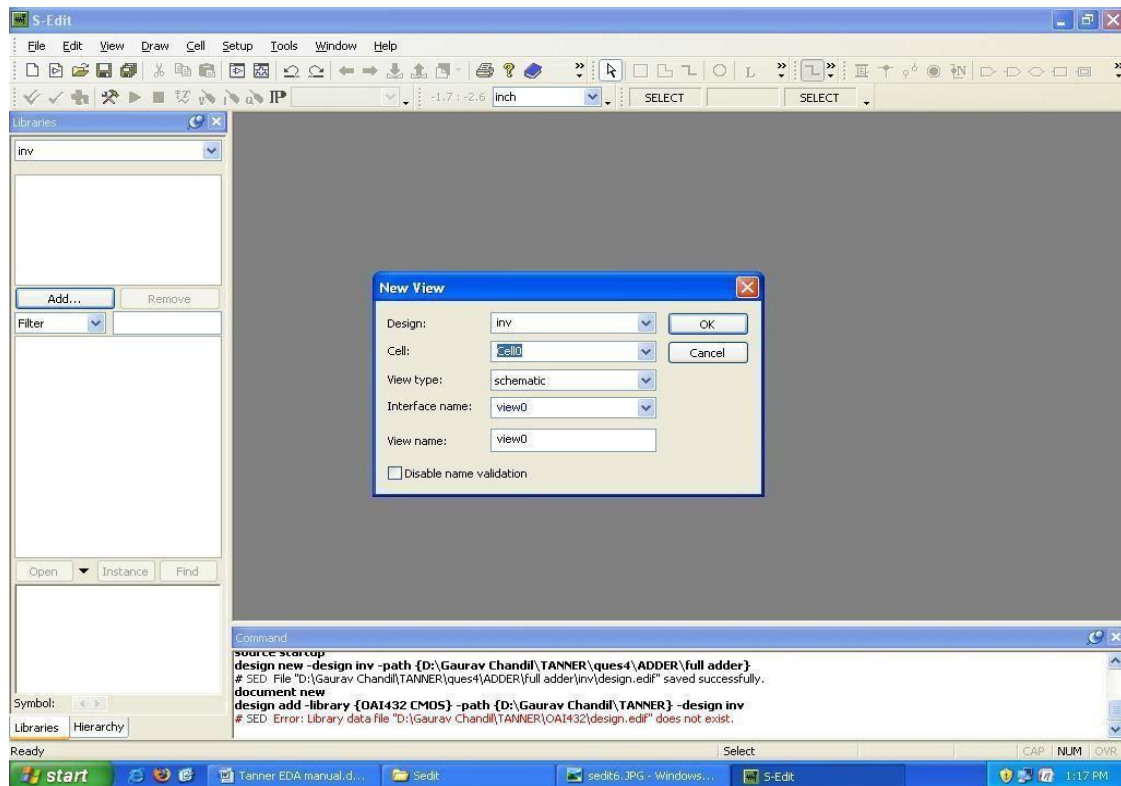 S-Edit
File Edit View Draw Cell Setup Tools Window Help
-1.7 : -2.6 inch SELECT SELECT
Libraries
inv
Add... Remove
Filter
Open Instance Find
Symbol:
Libraries Hierarchy
New View
Design: inv OK
Cell: Cell0 Cancel
View type: schematic
Interface name: view0
View name: view0
Disable name validation
Command
source startup
design new -design inv -path {D:\Gaurav Chandil\TANNER\ques4\ADDER\full adder}
# SED File "D:\Gaurav Chandil\TANNER\ques4\ADDER\full adder\inv\design.edif" saved successfully.
document new
design add -library {OAI432 CMOS} -path {D:\Gaurav Chandil\TANNER} -design inv
# SED Error: Library data file "D:\Gaurav Chandil\TANNER\OAI432\design.edif" does not exist.
Ready Select CAP NUM OVR
start Tanner EDA manual.d... Sedit sedit6.JPG - Windows... S-Edit 1:17 PM